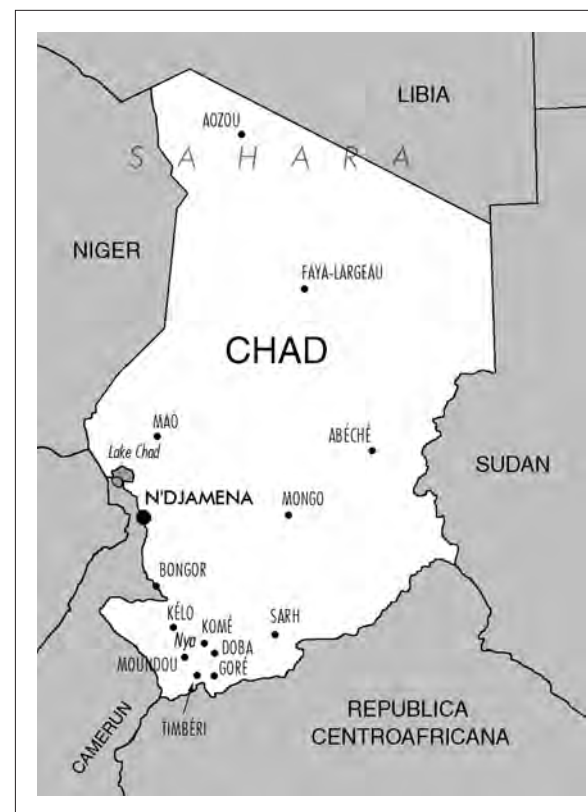 LIBIA
AOZOU
SAHARA
NIGER
FAYA-LARGEAU
CHAD
MAO
ABÉCHÉ
Lake Chad
SUDAN
N'DJAMENA
MONGO
BONGOR
KÉLO
SARH
Nya
KOMÉ
DOBA
MOUNDOU
GORÉ
TIMBÉRI
CAMERUN
REPUBLICA
CENTROAFRICANA